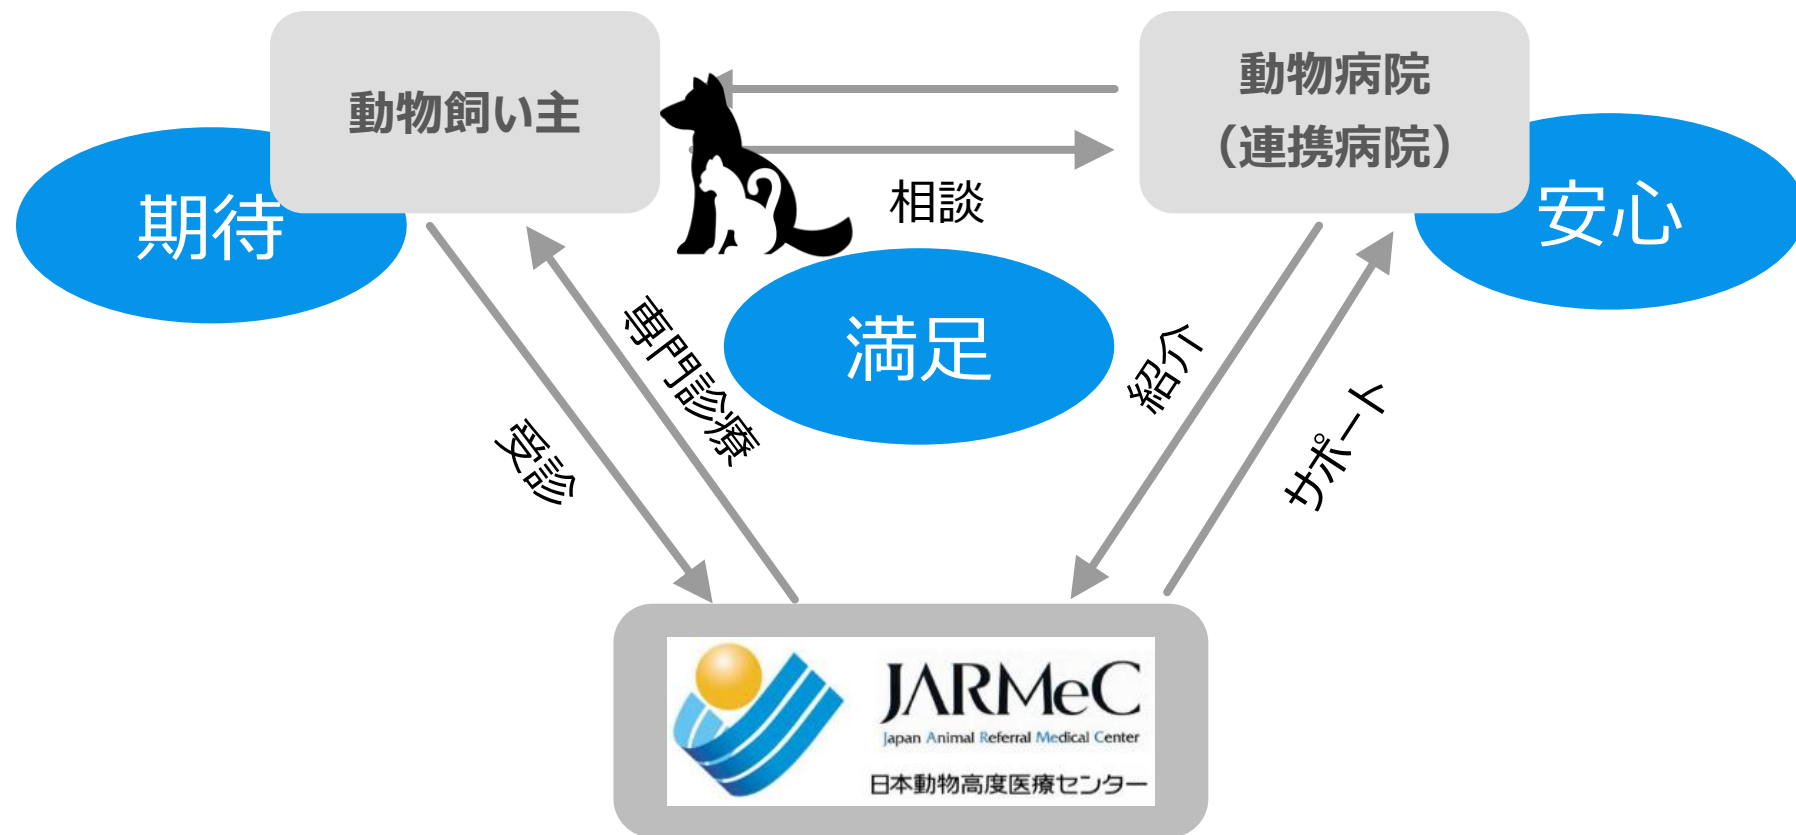 動物飼い主
動物病院
（連携病院）
相談
期待
安心
満足
専門診療
受診
紹介
サポート
JARMeC
Japan Animal Referral Medical Center
日本動物高度医療センター